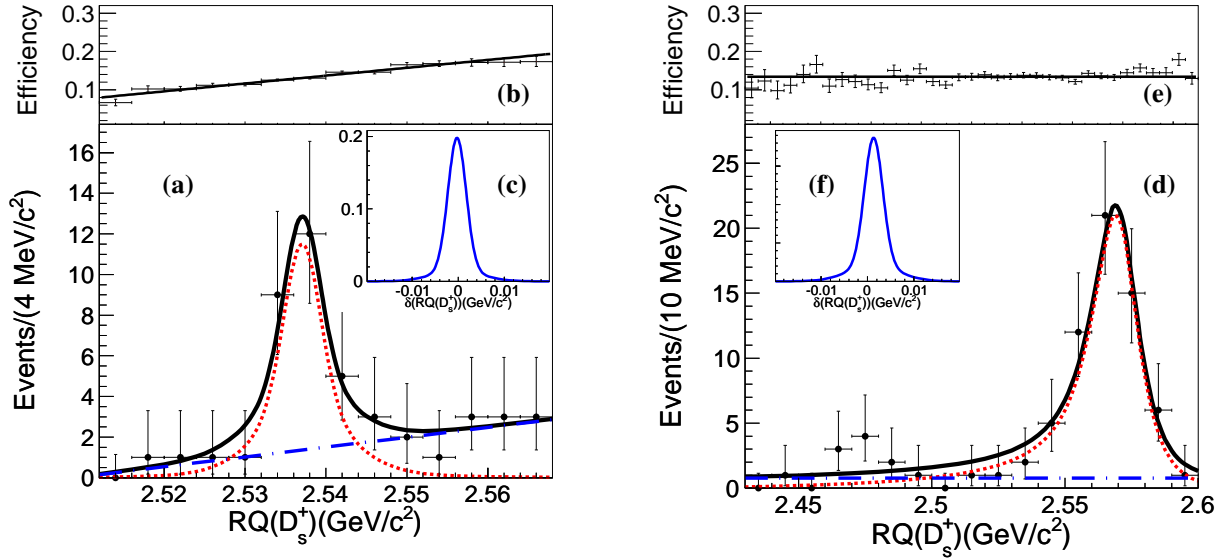 Efficiency
0.3
0.2
0.1
(b)
Events/(4 MeV/c²)
16
14
12
10
8
6
4
2
0
(a)
0.2
0.1
0
(c)
-0.01 0 0.01
δ(RQ(D_s^+))(GeV/c²)
2.52 2.53 2.54 2.55 2.56
RQ(D_s^+)(GeV/c²)
Efficiency
0.3
0.2
0.1
(e)
Events/(10 MeV/c²)
25
20
15
10
5
0
(f)
-0.01 0 0.01
δ(RQ(D_s^+))(GeV/c²)
(d)
2.45 2.5 2.55 2.6
RQ(D_s^+)(GeV/c²)